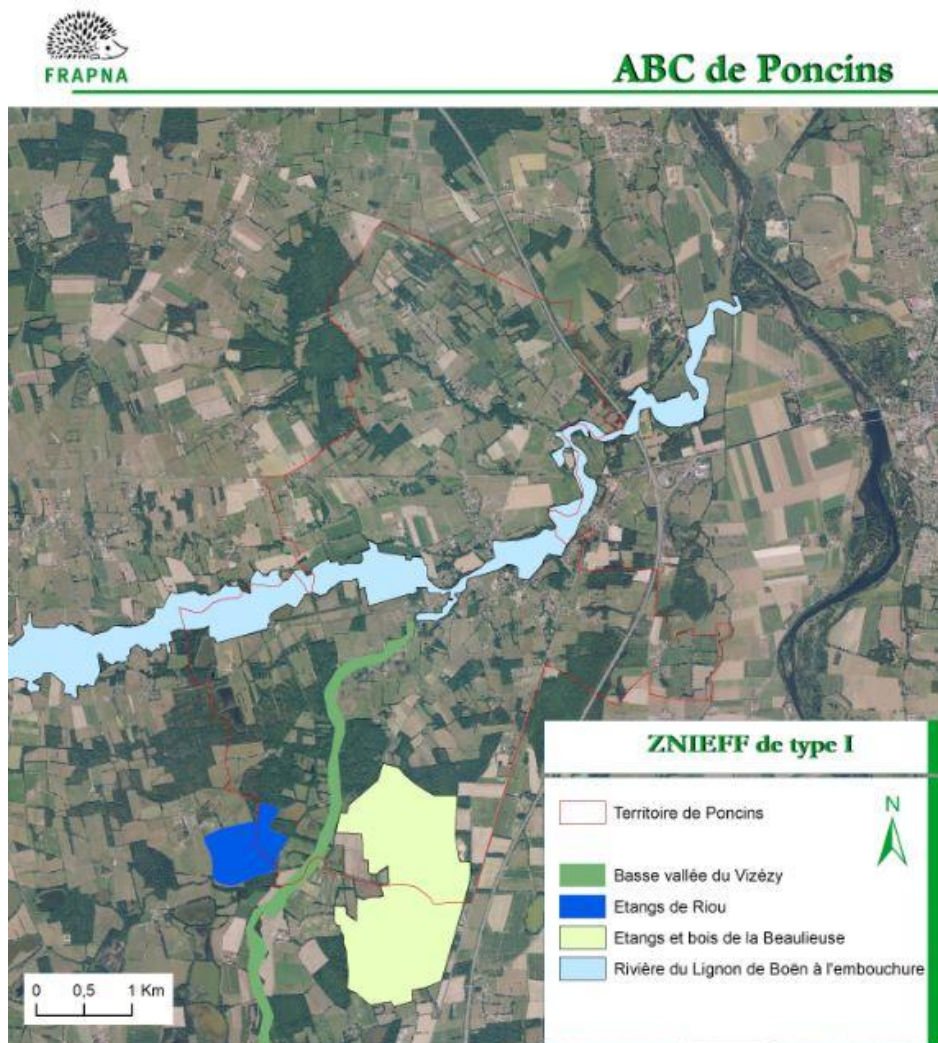 FRAPNA
ABC de Poncins
ZNIEFF de type I
Territoire de Poncins
N
Basse vallée du Vizézy
Etangs de Riou
Etangs et bois de la Beaulieuse
Rivière du Lignon de Boën à l'embouchure
0 0,5 1 Km